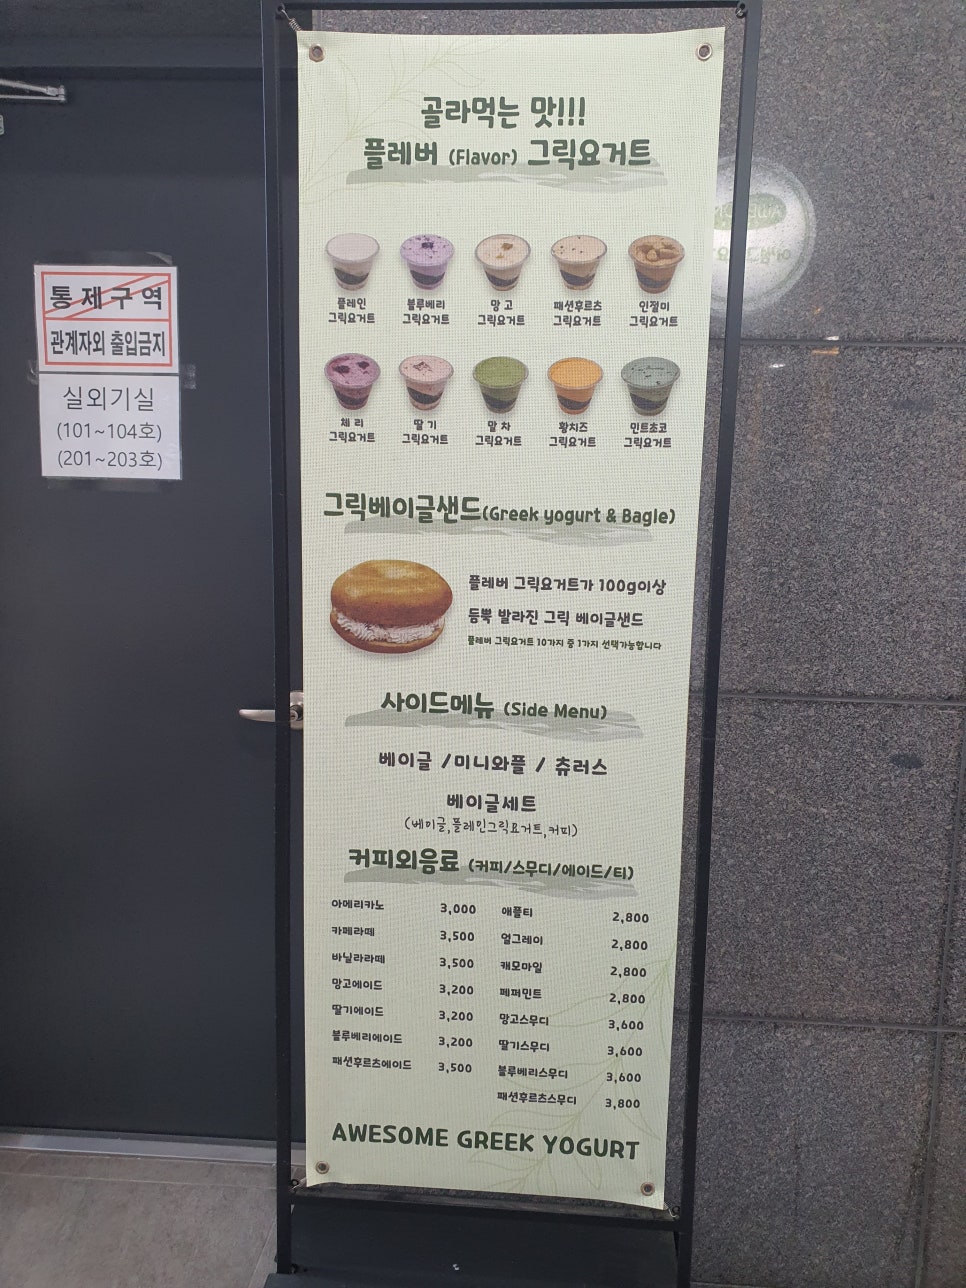 통제구역
관계자외 출입금지
실외기실
(101~104호)
(201~203호)
골라먹는 맛!!!
플레버 (Flavor) 그릭요거트
플레인 그릭요거트
블루베리 그릭요거트
망고 그릭요거트
패션후르츠 그릭요거트
인절미 그릭요거트
체리 그릭요거트
딸기 그릭요거트
말차 그릭요거트
황치즈 그릭요거트
민트초코 그릭요거트
그릭베이글샌드(Greek yogurt & Bagle)
플레버 그릭요거트가 100g이상
듬뿍 발라진 그릭 베이글샌드
플레버 그릭요거트 10가지 중 1가지 선택가능합니다
사이드메뉴 (Side Menu)
베이글 /미니와플 / 츄러스
베이글세트
(베이글,플레인그릭요거트,커피)
커피외음료 (커피/스무디/에이드/티)
아메리카노 3,000
카페라떼 3,500
바닐라라떼 3,500
망고에이드 3,200
딸기에이드 3,200
블루베리에이드 3,200
패션후르츠에이드 3,500
애플티 2,800
얼그레이 2,800
캐모마일 2,800
페퍼민트 2,800
망고스무디 3,600
딸기스무디 3,600
블루베리스무디 3,600
패션후르츠스무디 3,800
AWESOME GREEK YOGURT